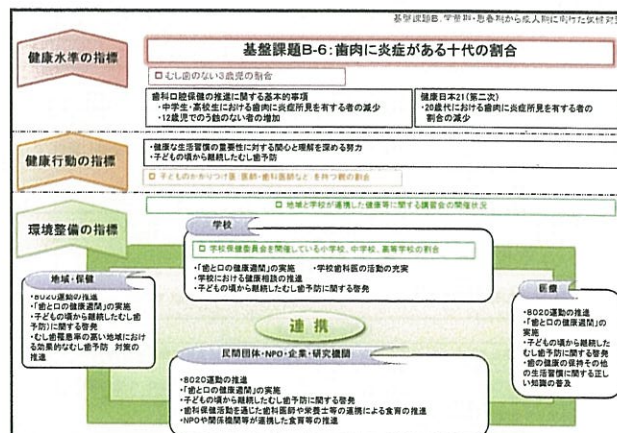 基盤課題B．学童期・思春期から成人期に向けた保健対策
健康水準の指標
基盤課題B-6：歯肉に炎症がある十代の割合
□ むし歯のない3歳児の割合
歯科口腔保健の推進に関する基本的事項
・中学生・高校生における歯肉に炎症所見を有する者の減少
・12歳児でのう蝕のない者の増加
健康日本21（第二次）
・20歳代における歯肉に炎症所見を有する者の
割合の減少
健康行動の指標
・健康な生活習慣の重要性に対する関心と理解を深める努力
・子どもの頃から継続したむし歯予防
□ 子どものかかりつけ医（医師・歯科医師など）を持つ親の割合
環境整備の指標
□ 地域と学校が連携した健康等に関する講習会の開催状況
学校
□ 学校保健委員会を開催している小学校、中学校、高等学校の割合
・「歯と口の健康週間」の実施　・学校歯科医の活動の充実
・学校における健康相談の推進
・子どもの頃から継続したむし歯予防に関する啓発
地域・保健
・8020運動の推進
・「歯と口の健康週間」の実施
・子どもの頃から継続したむし歯
予防）に関する啓発
・むし歯罹患率の高い地域におけ
る効果的なむし歯予防 対策の
推進
医療
・8020運動の推進
・「歯と口の健康週間」の
実施
・子どもの頃から継続した
むし歯予防に関する啓発
・歯の健康の保持その他
の生活習慣に関する正し
い知識の普及
連携
民間団体・NPO・企業・研究機関
・8020運動の推進
・「歯と口の健康週間」の実施
・子どもの頃から継続したむし歯予防に関する啓発
・歯科保健活動を通じた歯科医師や栄養士等の連携による食育の推進
・NPOや関係機関等が連携した食育等の推進